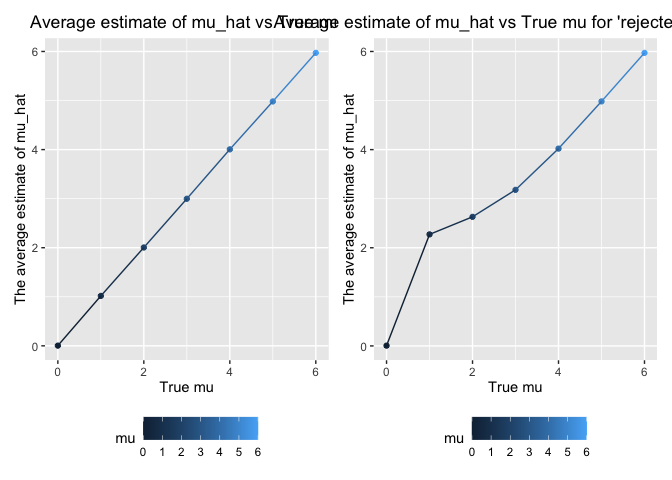 Average estimate of mu_hat vs True mu
The average estimate of mu_hat
6
4
2
0
0 2 4 6
True mu
mu
0 1 2 3 4 5 6
Average estimate of mu_hat vs True mu for 'rejecte
The average estimate of mu_hat
6
4
2
0
0 2 4 6
True mu
mu
0 1 2 3 4 5 6